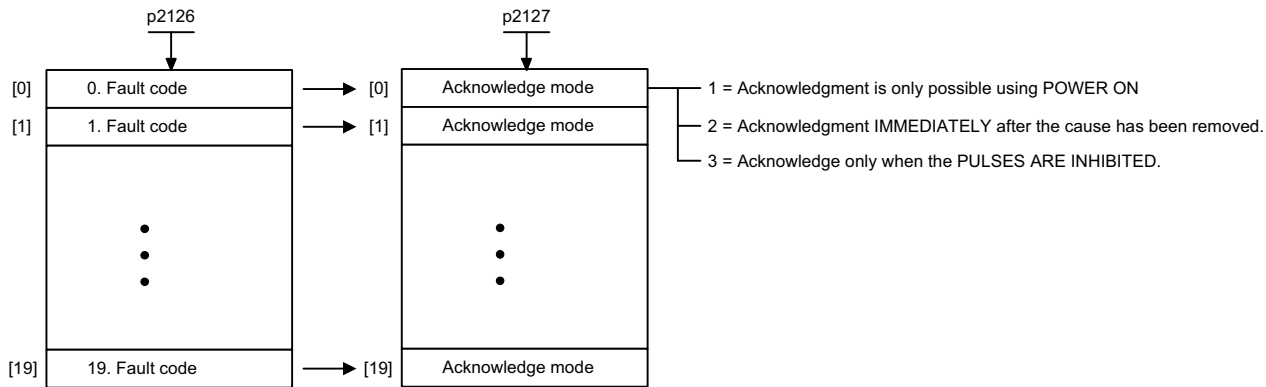 p2126 p2127
[0] 0. Fault code [0] Acknowledge mode 1 = Acknowledgment is only possible using POWER ON
[1] 1. Fault code [1] Acknowledge mode 2 = Acknowledgment IMMEDIATELY after the cause has been removed.
3 = Acknowledge only when the PULSES ARE INHIBITED.
[19] 19. Fault code [19] Acknowledge mode